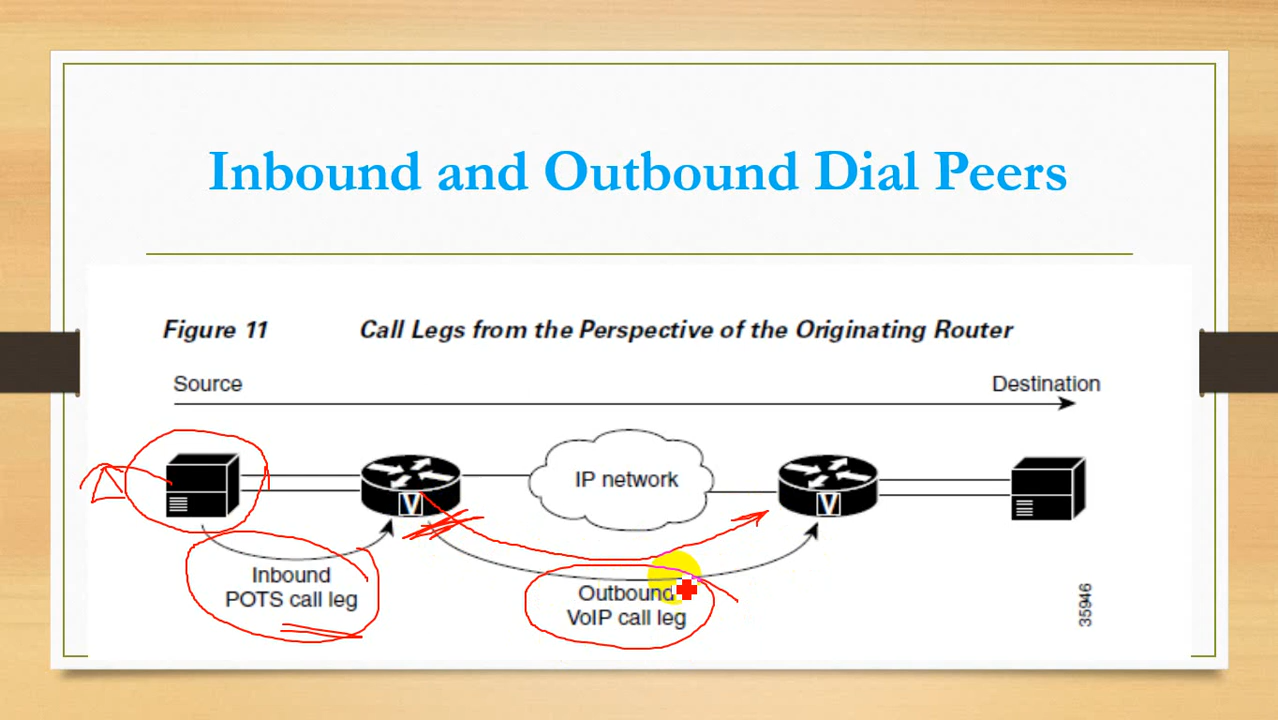 Inbound and Outbound Dial Peers
Figure 11 Call Legs from the Perspective of the Originating Router
Source Destination
IP network
V V
Inbound
POTS call leg
Outbound
VoIP call leg
35946